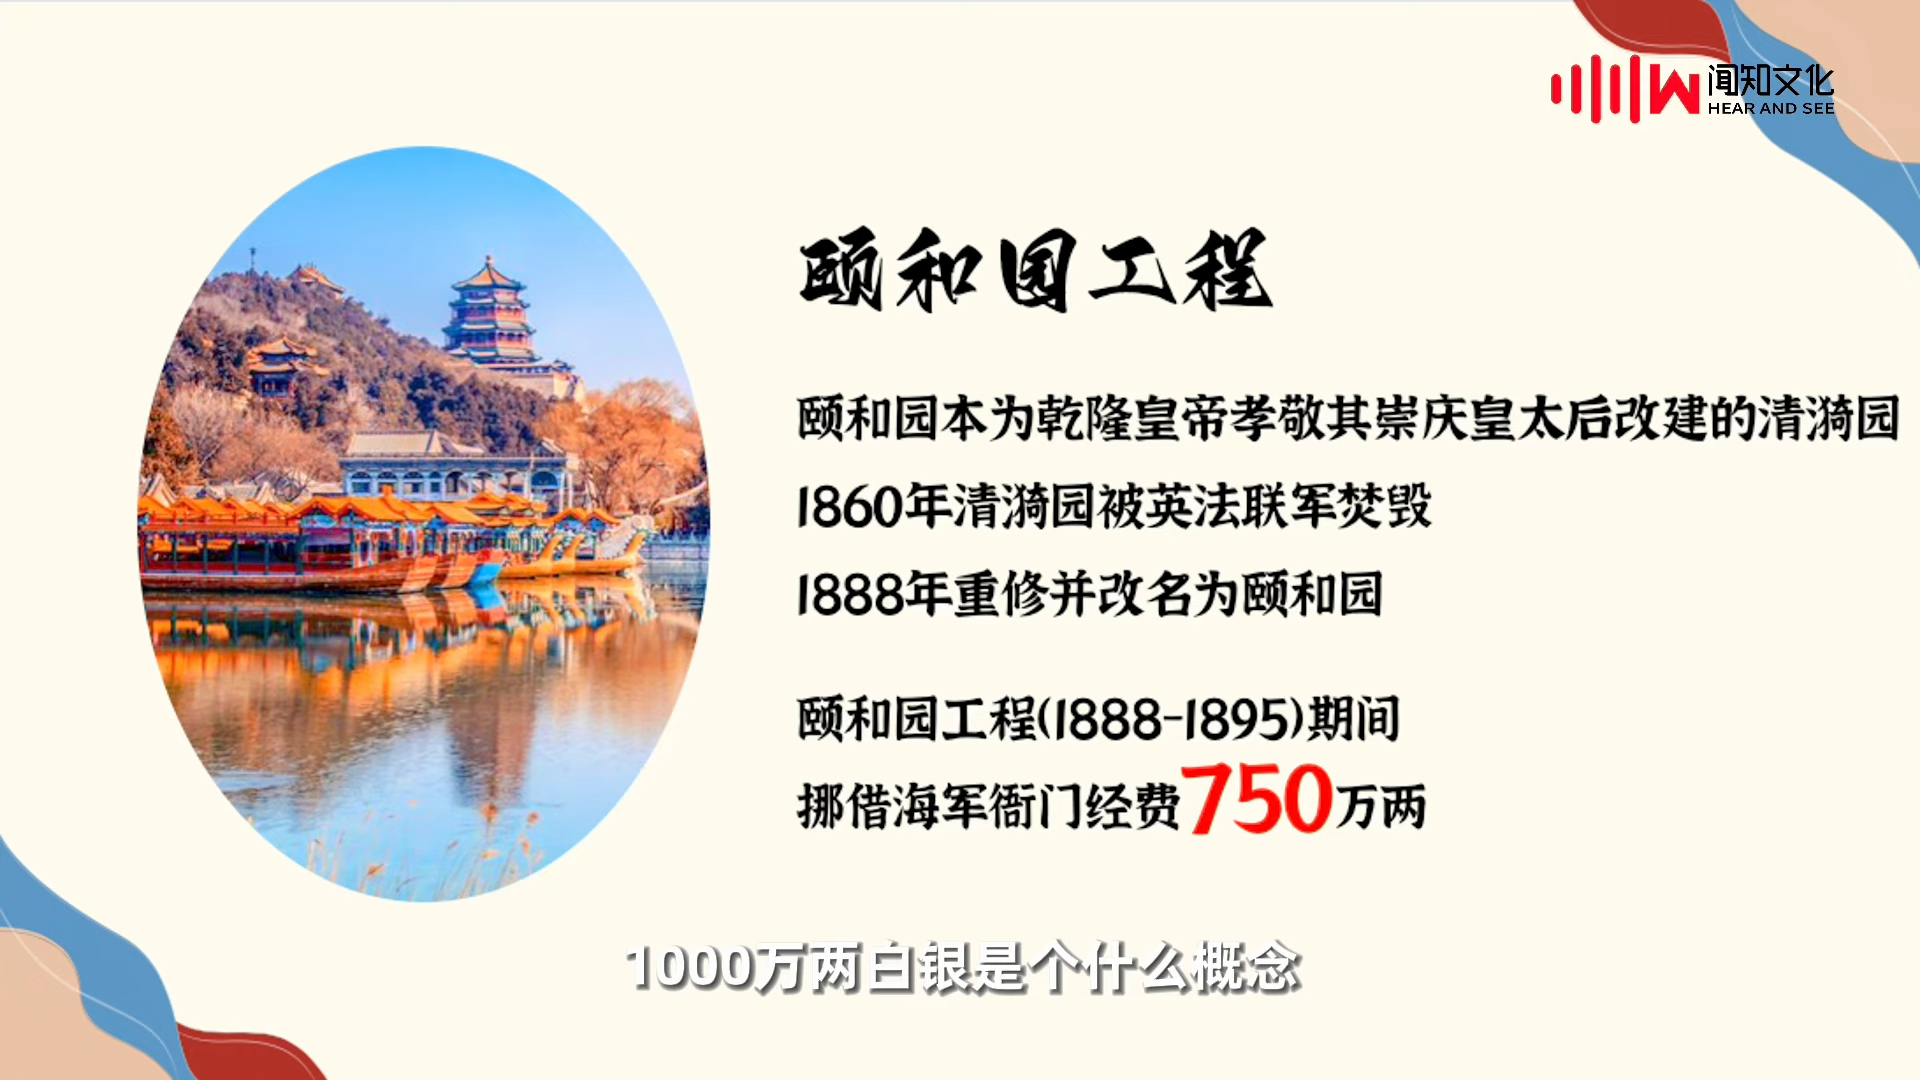 闻知文化
HEAR AND SEE
颐和园工程
颐和园本为乾隆皇帝孝敬其崇庆皇太后改建的清漪园
1860年清漪园被英法联军焚毁
1888年重修并改名为颐和园
颐和园工程(1888-1895)期间
挪借海军衙门经费750万两
1000万两白银是个什么概念